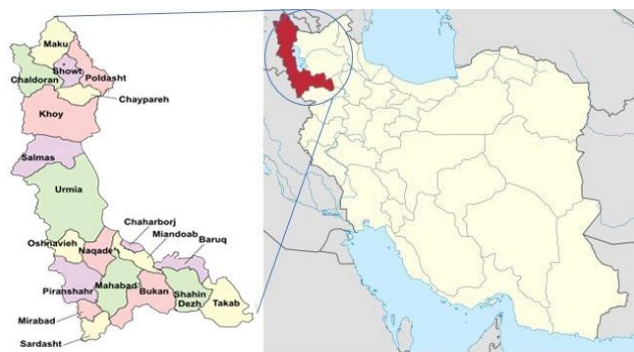 Maku
Showt
Poldasht
Chaldoran
Chaypareh
Khoy
Salmas
Urmia
Chaharborj
Miandoab
Baruq
Oshnavieh
Naqadeh
Piranshahr
Mahabad
Bukan
Shahin
Dezh
Takab
Mirabad
Sardasht